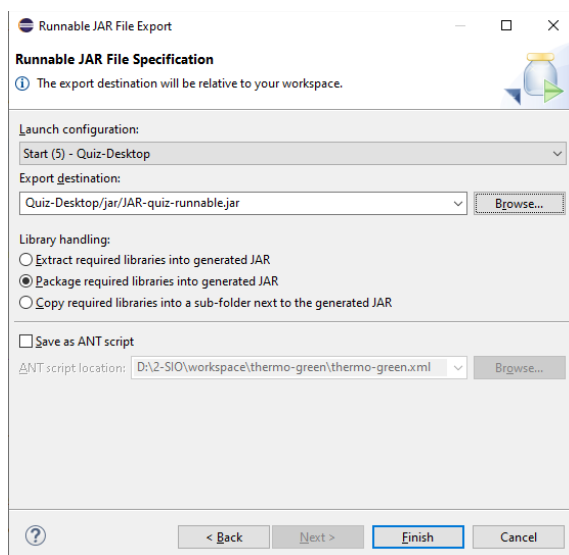 Runnable JAR File Export
Runnable JAR File Specification
The export destination will be relative to your workspace.
Launch configuration:
Start (5) - Quiz-Desktop
Export destination:
Quiz-Desktop/jar/JAR-quiz-runnable.jar Browse...
Library handling:
Extract required libraries into generated JAR
Package required libraries into generated JAR
Copy required libraries into a sub-folder next to the generated JAR
Save as ANT script
ANT script location: D:\2-SIO\workspace\thermo-green\thermo-green.xml Browse...
? < Back Next > Finish Cancel